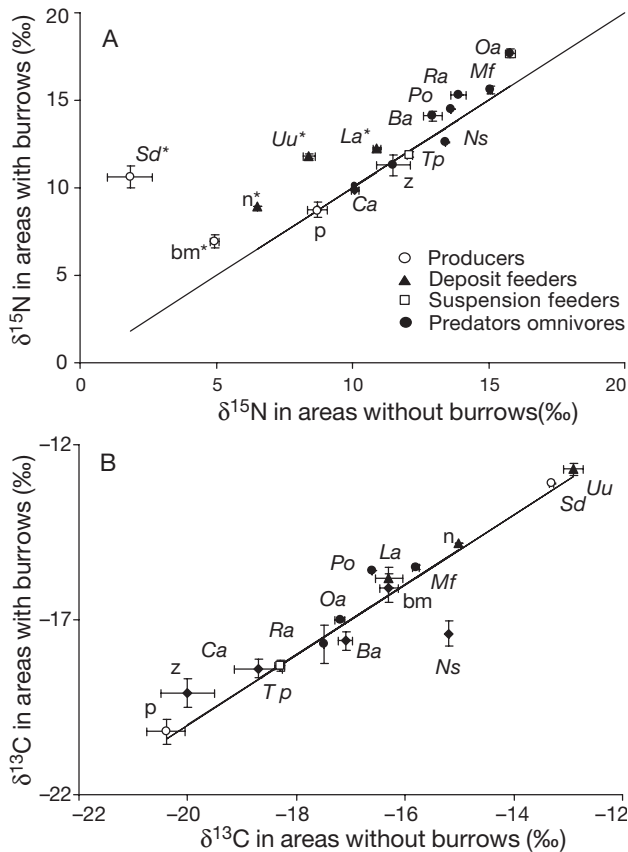 A
20
15
10
5
0
δ15N in areas with burrows (‰)
Oa
Mf
Ra
Po
Ba
Ns
Tp
z
Ca
La*
Uu*
Sd*
n*
bm*
p
Producers
Deposit feeders
Suspension feeders
Predators omnivores
5
10
15
20
δ15N in areas without burrows(‰)
B
–12
–17
–22
δ13C in areas with burrows (‰)
Uu
Sd
n
La
Po
Mf
bm
Oa
Ra
Ba
Ns
Ca
Tp
z
p
–22
–20
–18
–16
–14
–12
δ13C in areas without burrows (‰)